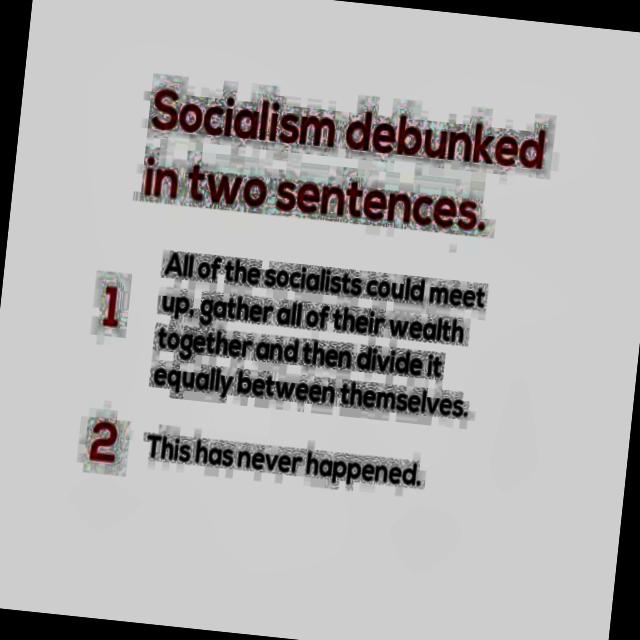 Socialism debunked
in two sentences.
1
All of the socialists could meet
up, gather all of their wealth
together and then divide it
equally between themselves.
2
This has never happened.